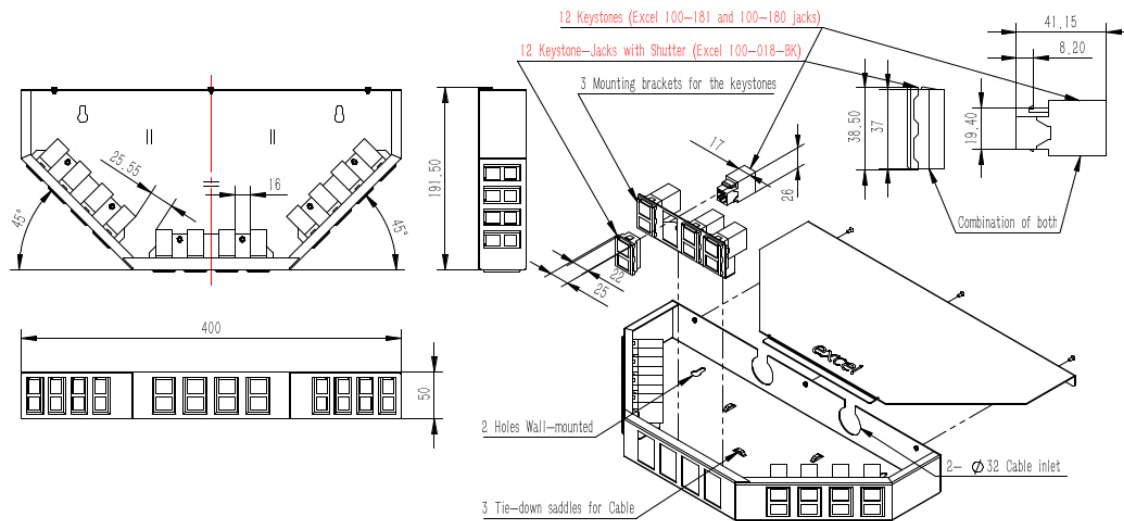 12 Keystones (Excel 100-181 and 100-180 jacks)
12 Keystone-Jacks with Shutter (Excel 100-018-BK)
3 Mounting brackets for the keystones
41.15
8.20
38.50
37
19.40
Combination of both
17
26
22
25
25.55
16
45°
45°
191.50
400
50
excel
2 Holes Wall-mounted
3 Tie-down saddles for Cable
2- Ø32 Cable inlet